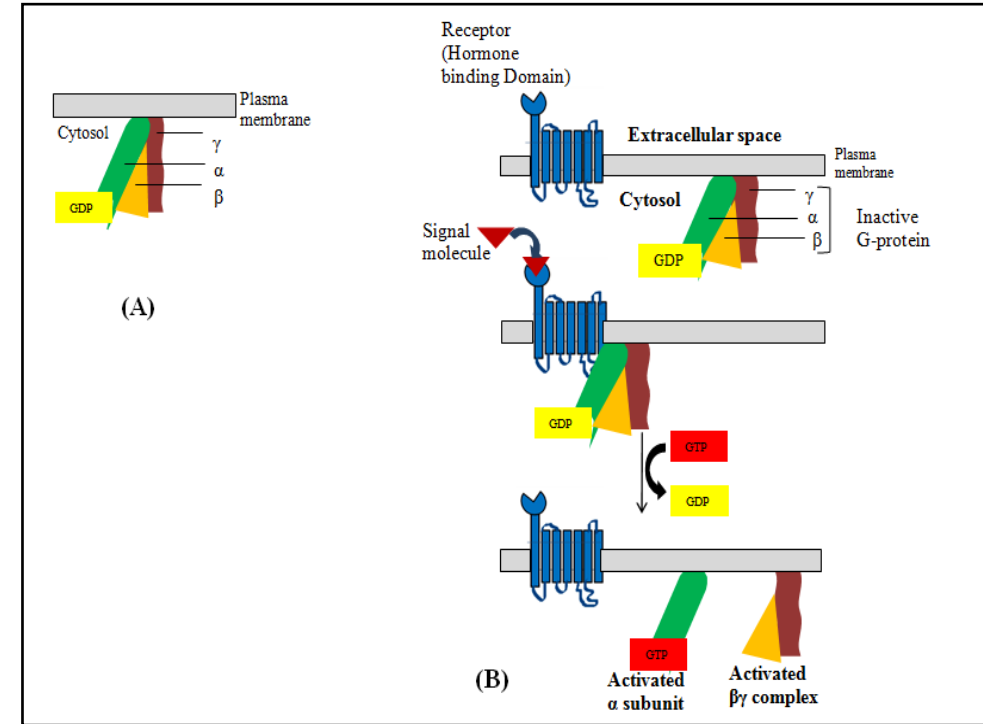 Plasma
membrane
Cytosol
γ
α
β
GDP
(A)
Receptor
(Hormone
binding Domain)
Extracellular space
Plasma
membrane
Cytosol
γ
α
β
Inactive
G-protein
GDP
Signal
molecule
GDP
GTP
GDP
GTP
Activated
α subunit
Activated
βγ complex
(B)